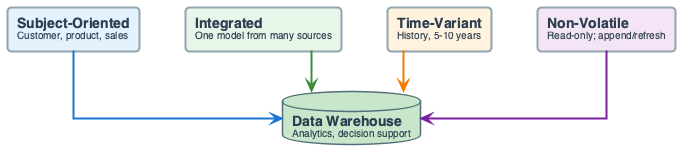 Subject-Oriented
Customer, product, sales
Integrated
One model from many sources
Time-Variant
History, 5-10 years
Non-Volatile
Read-only; append/refresh
Data Warehouse
Analytics, decision support